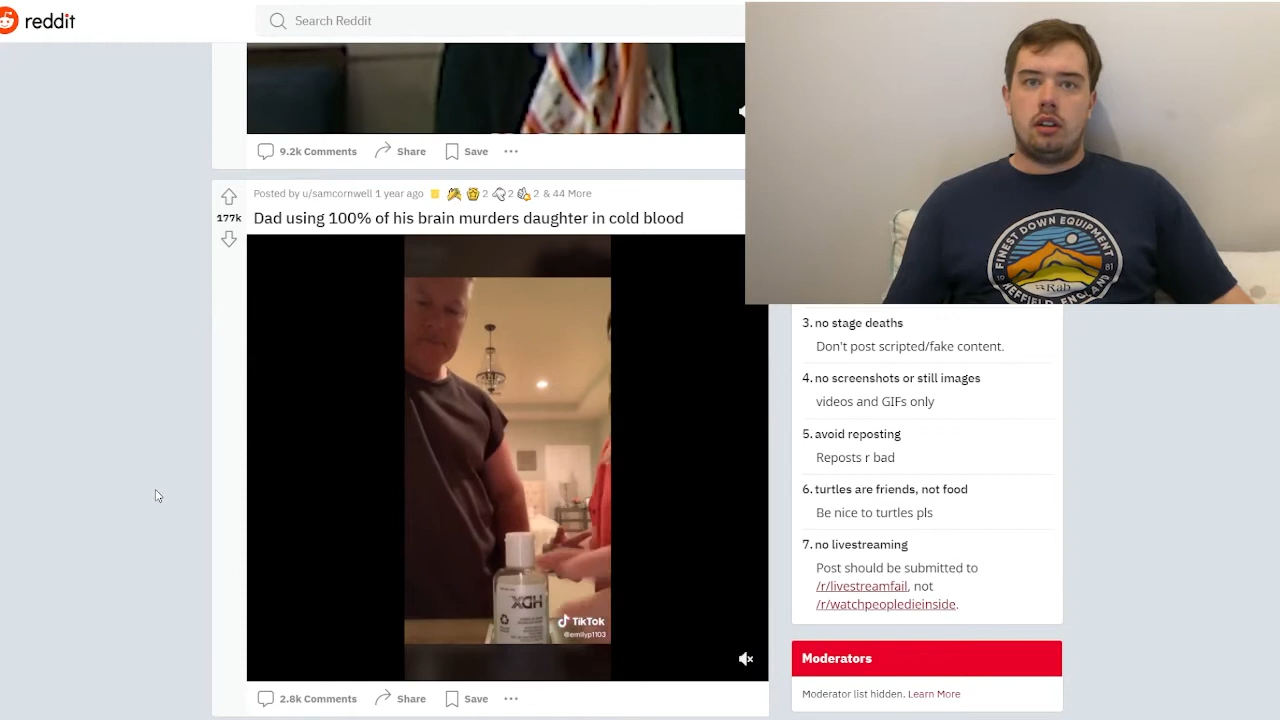 reddit
Search Reddit
9.2k Comments
Share
Save
Posted by u/samcornwell 1 year ago
2
2
2
& 44 More
177k
Dad using 100% of his brain murders daughter in cold blood
FINEST DOWN EQUIPMENT
81
Rab
SHEFFIELD, ENGLAND
HDX
TikTok
@emilyp1103
2.8k Comments
Share
Save
3. no stage deaths
Don't post scripted/fake content.
4. no screenshots or still images
videos and GIFs only
5. avoid reposting
Reposts r bad
6. turtles are friends, not food
Be nice to turtles pls
7. no livestreaming
Post should be submitted to
/r/livestreamfail, not
/r/watchpeopledieinside.
Moderators
Moderator list hidden. Learn More